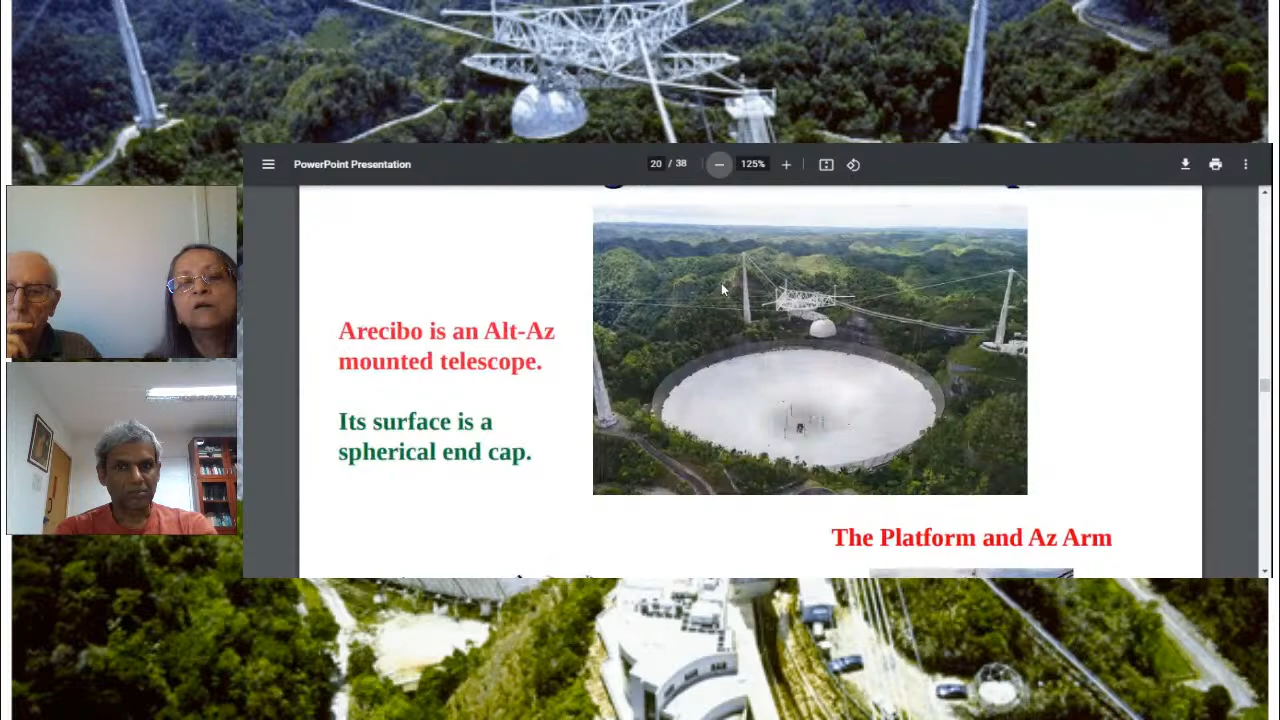 PowerPoint Presentation
20 / 38
125%
Arecibo is an Alt-Az
mounted telescope.
Its surface is a
spherical end cap.
The Platform and Az Arm